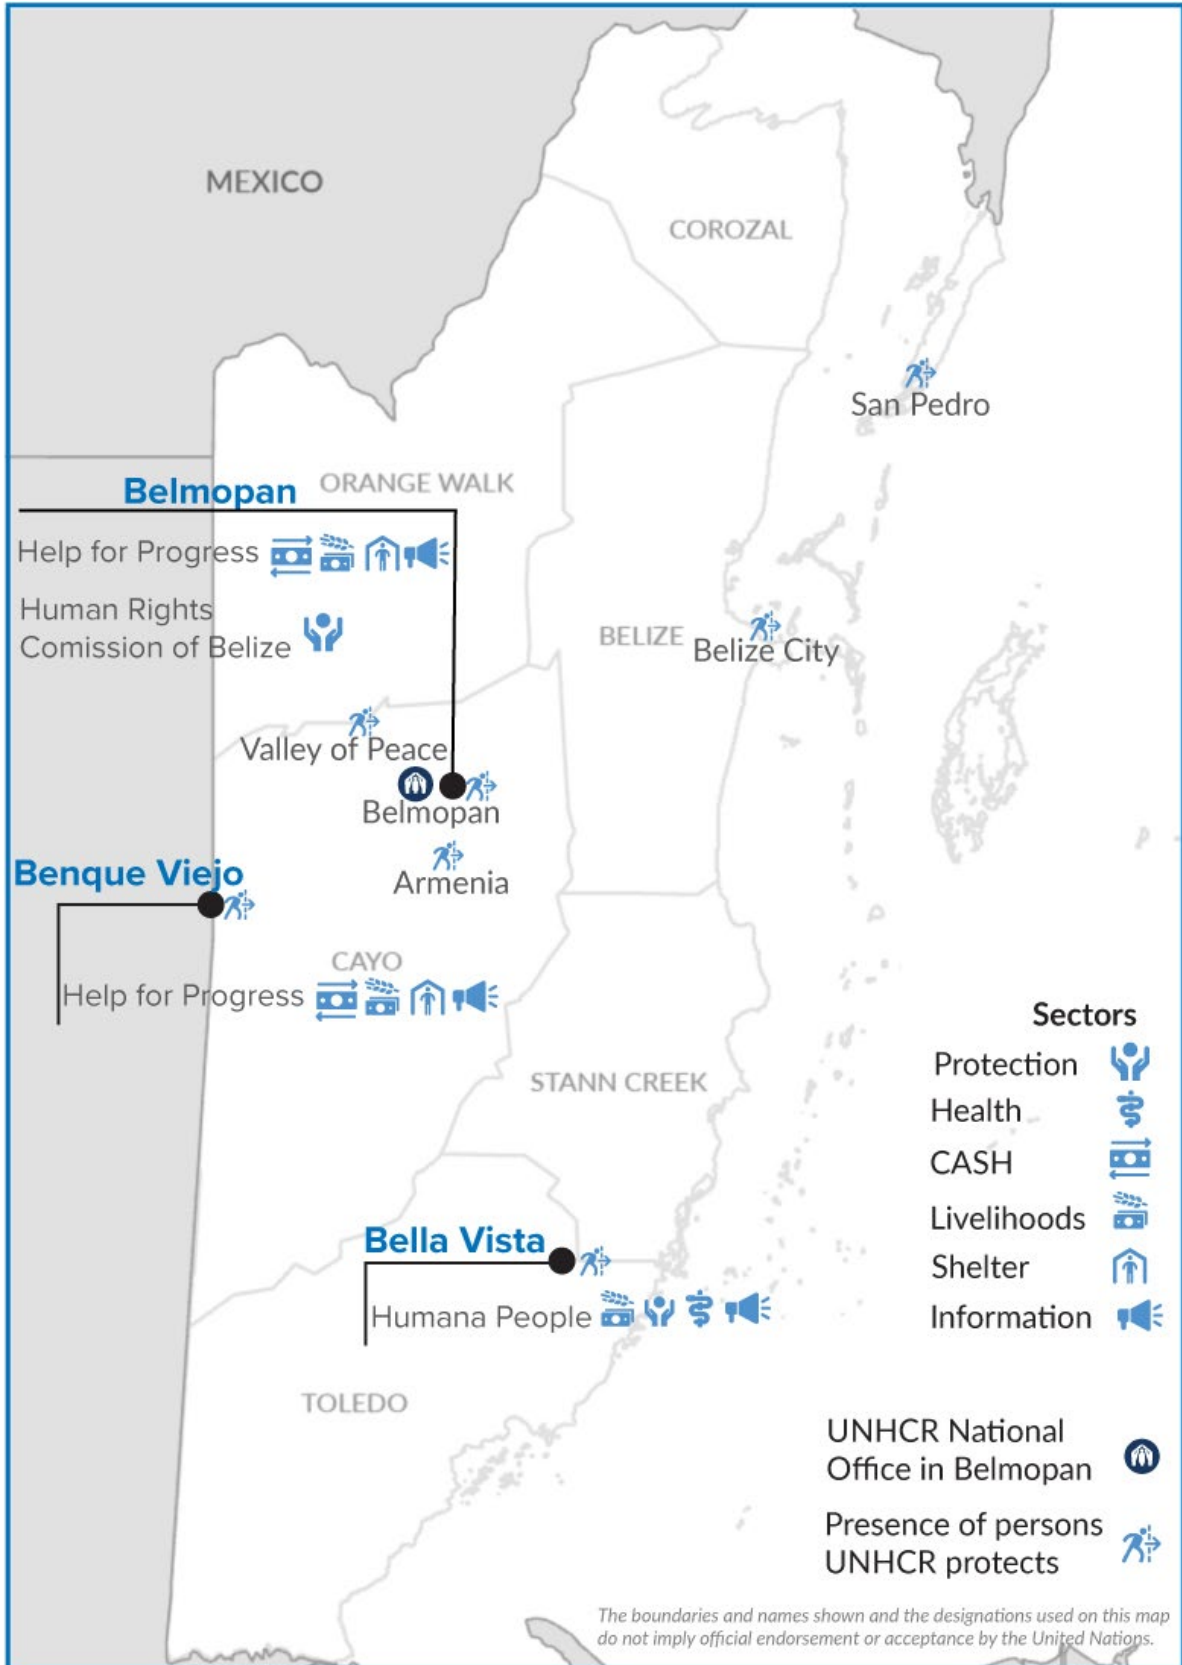 MEXICO
COROZAL
San Pedro
ORANGE WALK
Belmopan
Help for Progress
Human Rights
Comission of Belize
BELIZE
Belize City
Valley of Peace
Belmopan
Armenia
Benque Viejo
CAYO
Help for Progress
STANN CREEK
Bella Vista
Humana People
TOLEDO
Sectors
Protection
Health
CASH
Livelihoods
Shelter
Information
UNHCR National
Office in Belmopan
Presence of persons
UNHCR protects
The boundaries and names shown and the designations used on this map
do not imply official endorsement or acceptance by the United Nations.